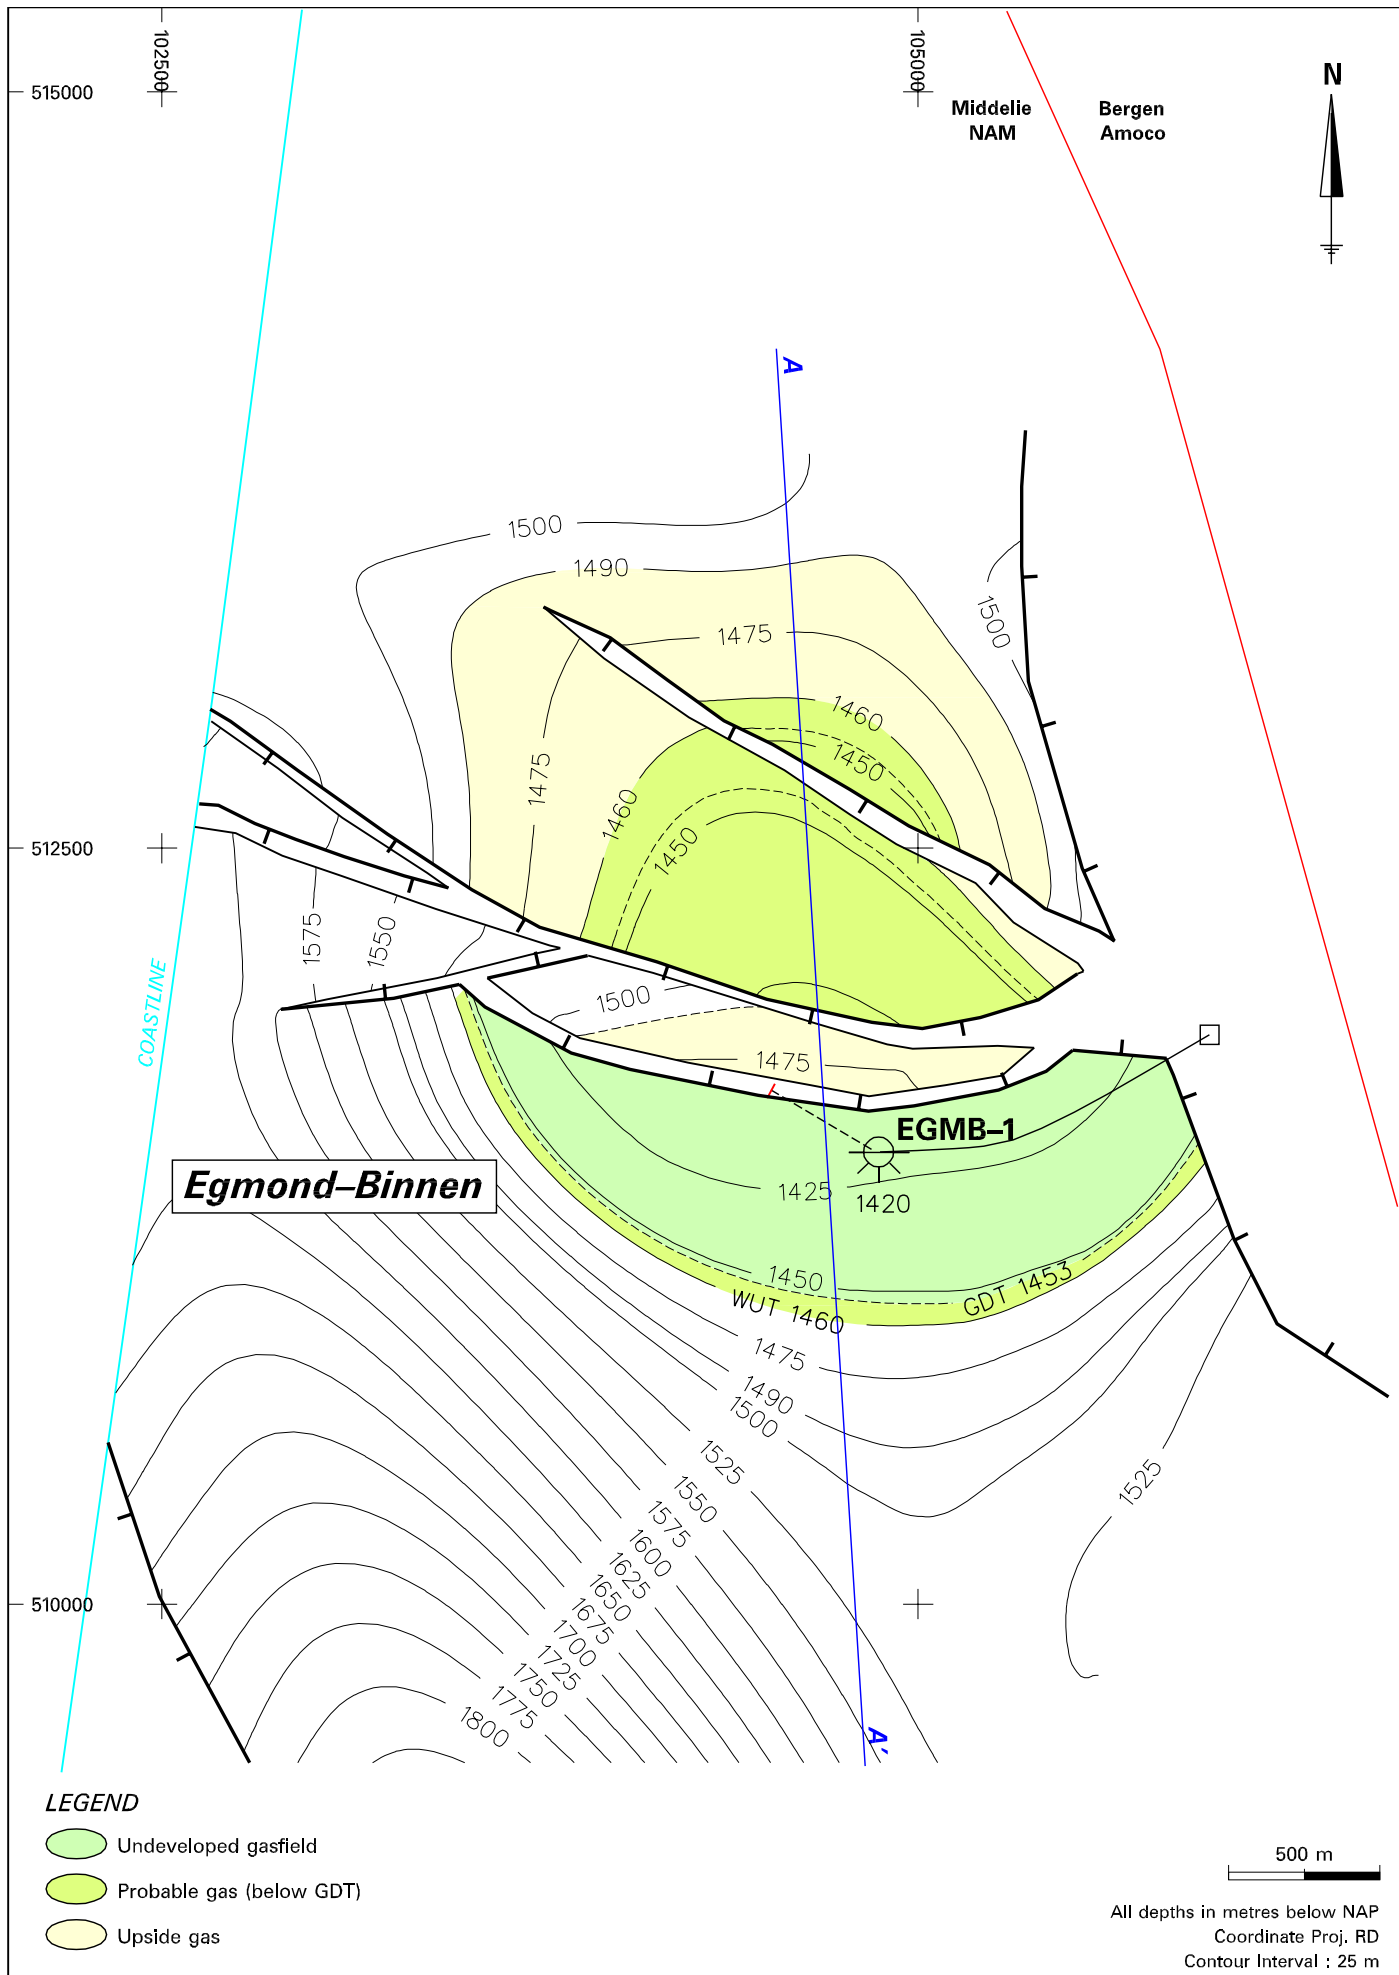 102500
105000
515000
N
Middelie
NAM
Bergen
Amoco
A
1500
1490
1475
1500
1460
1450
1475
1460
1450
512500
1575
1550
1500
COASTLINE
1475
EGMB–1
Egmond–Binnen
1425
1420
1450
GDT 1453
WUT 1460
1475
1490
1500
1525
1525
1550
1575
1600
1625
1650
1675
1700
1725
1750
1775
1800
510000
A'
LEGEND
Undeveloped gasfield
Probable gas (below GDT)
Upside gas
500 m
All depths in metres below NAP
Coordinate Proj. RD
Contour Interval : 25 m